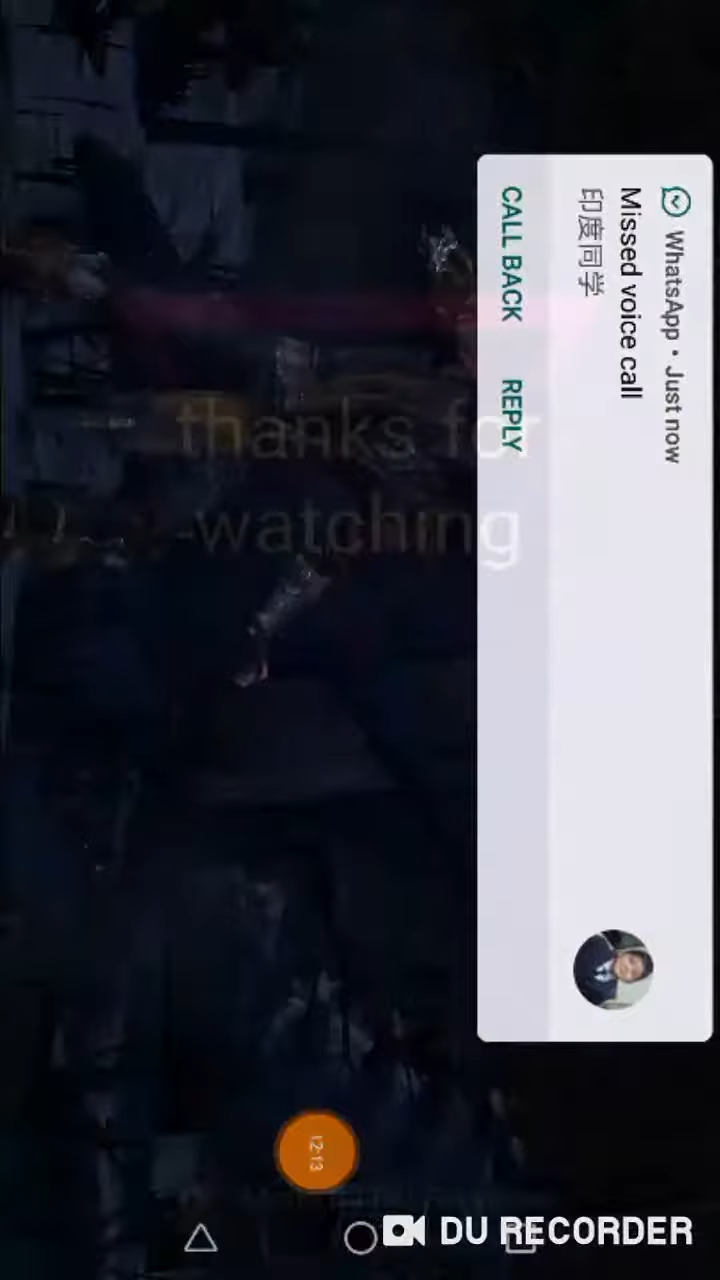 WhatsApp • Just now
Missed voice call
印度同学
CALL BACK REPLY
thanks for
watching
12:13
DU RECORDER